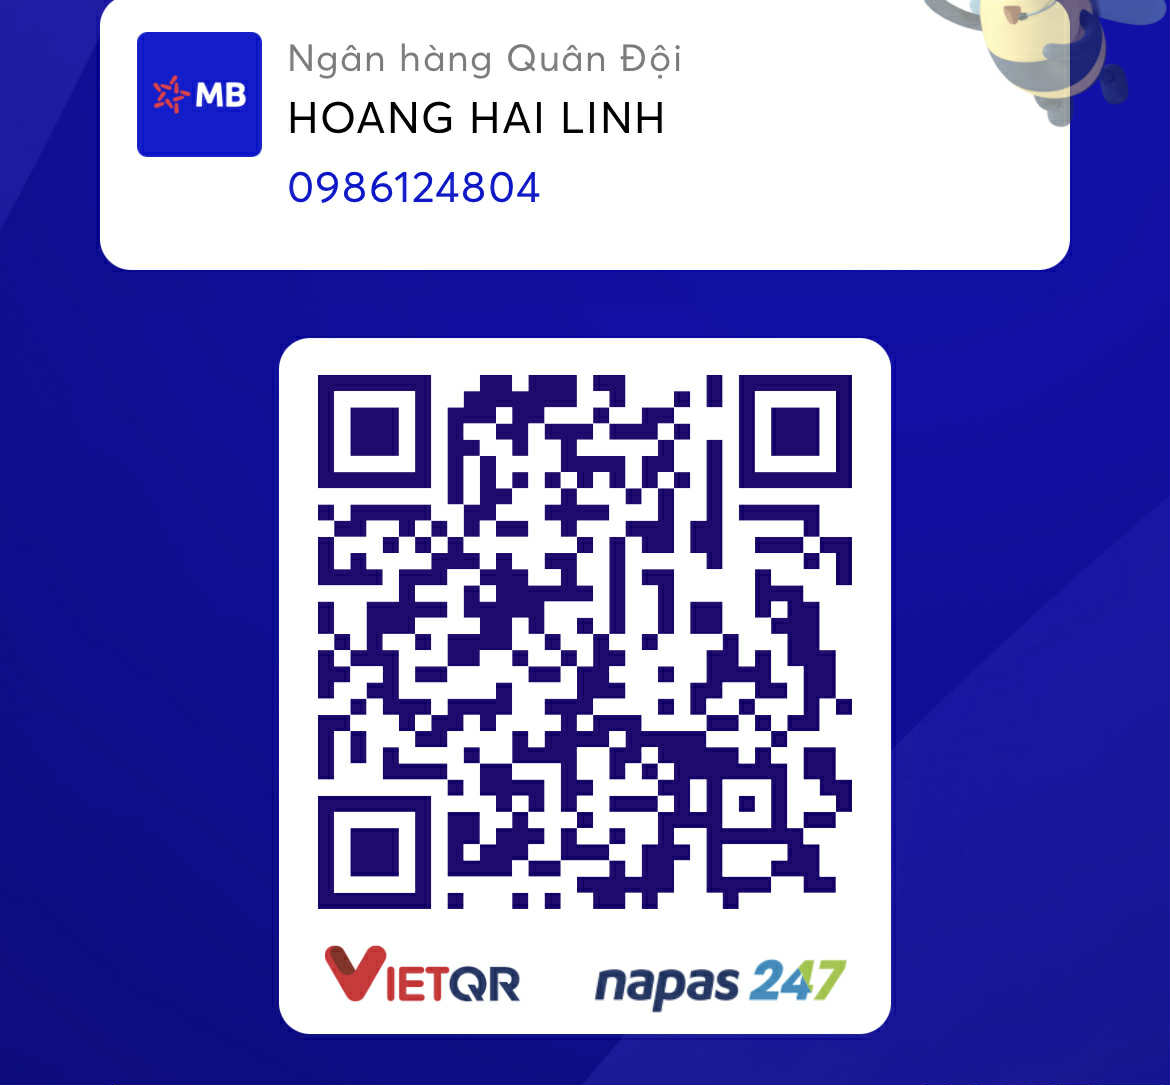 MB
Ngân hàng Quân Đội
HOANG HAI LINH
0986124804
VIETQR
napas 247